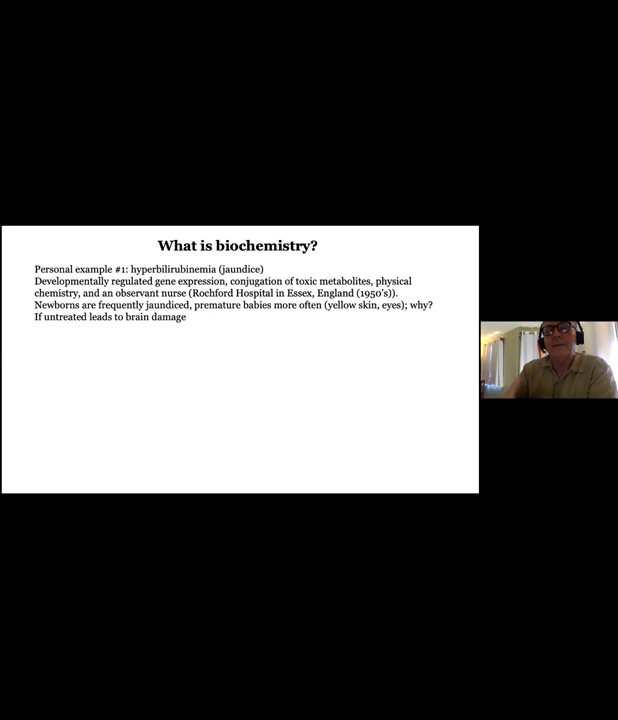 What is biochemistry?
Personal example #1: hyperbilirubinemia (jaundice)
Developmentally regulated gene expression, conjugation of toxic metabolites, physical
chemistry, and an observant nurse (Rochford Hospital in Essex, England (1950's)).
Newborns are frequently jaundiced, premature babies more often (yellow skin, eyes); why?
If untreated leads to brain damage